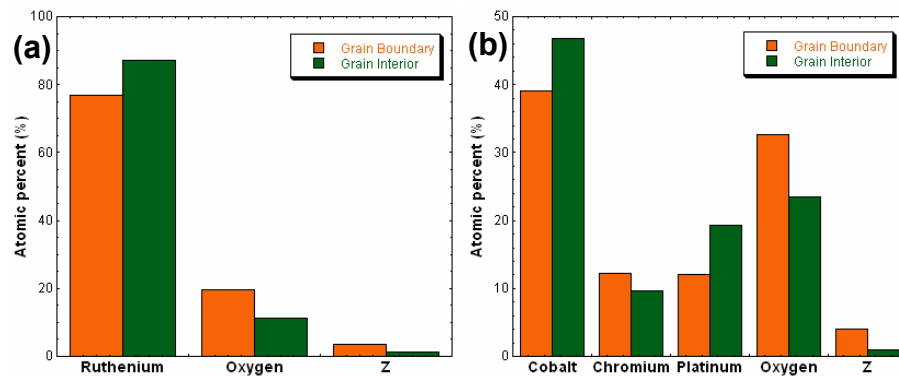 (a)
Grain Boundary
Grain Interior
Atomic percent (%)
100
80
60
40
20
0
Ruthenium Oxygen Z
(b)
Grain Boundary
Grain Interior
Atomic percent (%)
50
40
30
20
10
0
Cobalt Chromium Platinum Oxygen Z